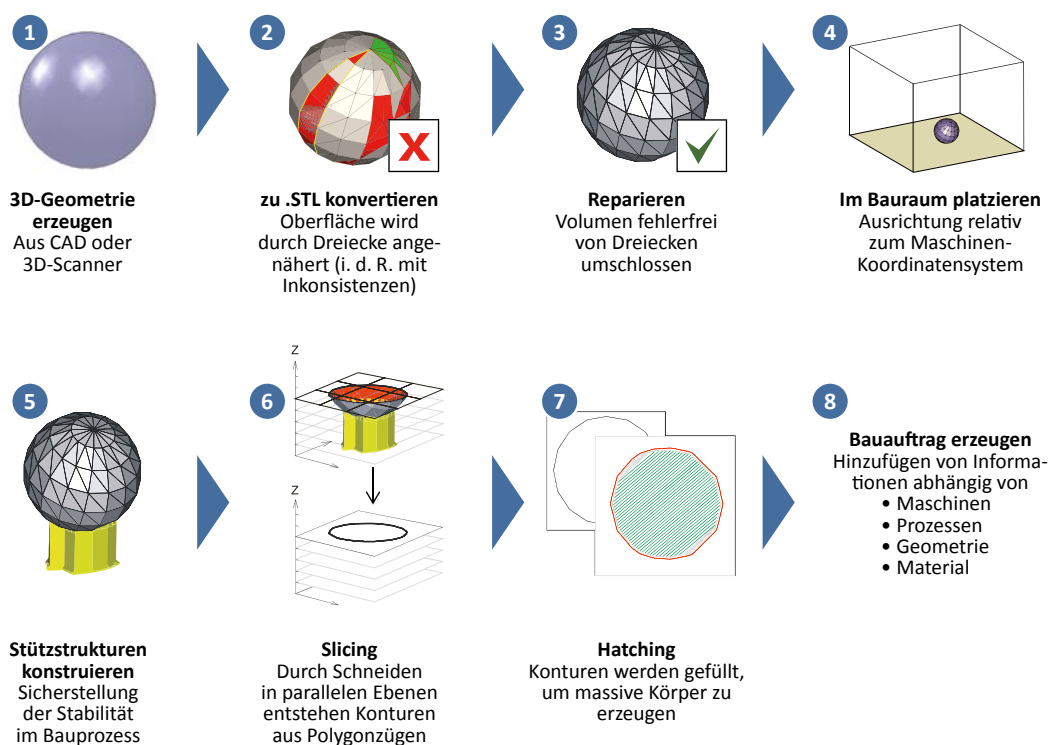 1
3D-Geometrie
erzeugen
Aus CAD oder
3D-Scanner
2
X
zu .STL konvertieren
Oberfläche wird
durch Dreiecke ange-
nähert (i. d. R. mit
Inkonsistenzen)
3
Reparieren
Volumen fehlerfrei
von Dreiecken
umschlossen
4
Im Bauraum platzieren
Ausrichtung relativ
zum Maschinen-
Koordinatensystem
5
Stützstrukturen
konstruieren
Sicherstellung
der Stabilität
im Bauprozess
6
Z
Z
Slicing
Durch Schneiden
in parallelen Ebenen
entstehen Konturen
aus Polygonzügen
7
Hatching
Konturen werden gefüllt,
um massive Körper zu
erzeugen
8
Bauauftrag erzeugen
Hinzufügen von Informa-
tionen abhängig von
• Maschinen
• Prozessen
• Geometrie
• Material